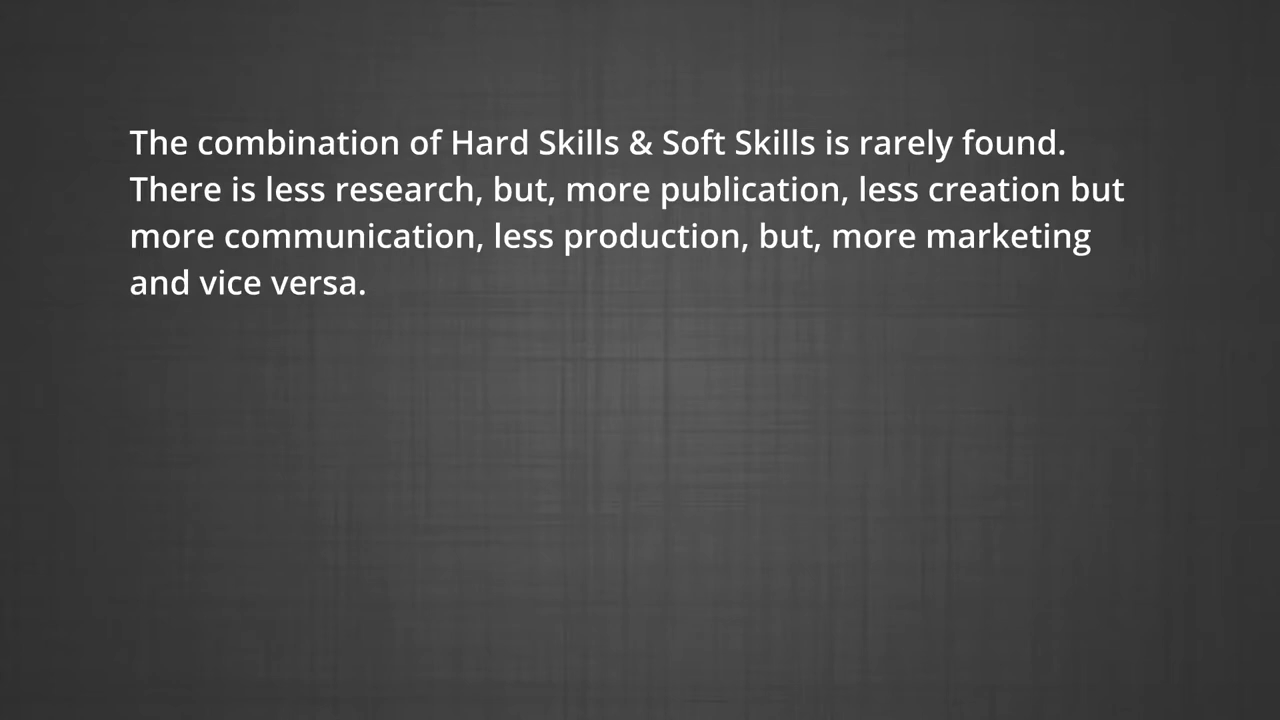 The combination of Hard Skills & Soft Skills is rarely found.
There is less research, but, more publication, less creation but
more communication, less production, but, more marketing
and vice versa.